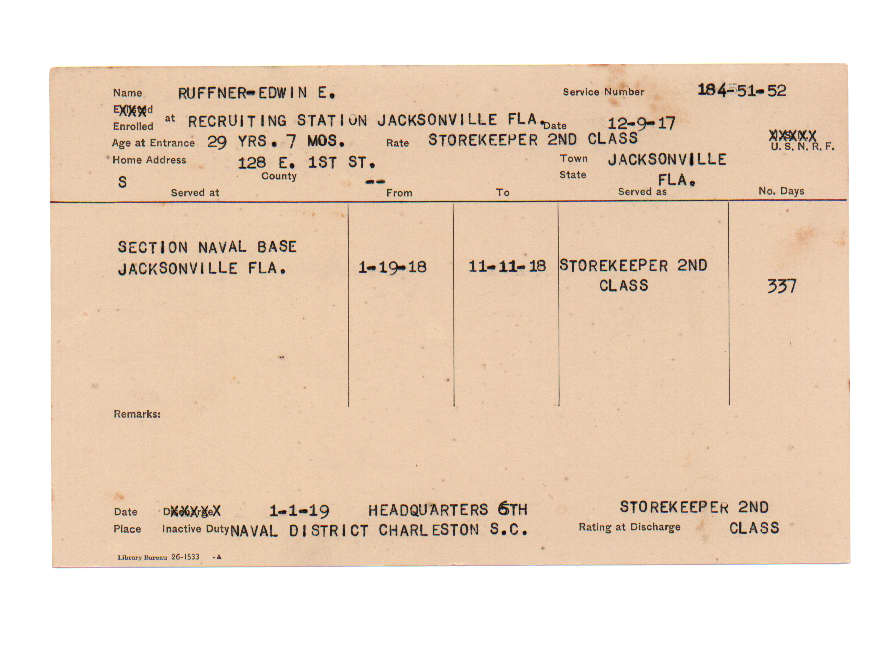 Name RUFFNER-EDWIN E. Service Number 184-51-52
Enrolled at RECRUITING STATION JACKSONVILLE FLA. Date 12-9-17
Age at Entrance 29 YRS. 7 MOS. Rate STOREKEEPER 2ND CLASS XXXXX U. S. N. R. F.
Home Address 128 E. 1ST ST. Town JACKSONVILLE
S County -- State FLA.
Served at From To Served as No. Days
SECTION NAVAL BASE
JACKSONVILLE FLA. 1-19-18 11-11-18 STOREKEEPER 2ND
CLASS 337
Remarks:
Date XXXXX 1-1-19 HEADQUARTERS 6TH STOREKEEPER 2ND
Place Inactive Duty NAVAL DISTRICT CHARLESTON S.C. Rating at Discharge CLASS
Library Bureau 26-1533 -A